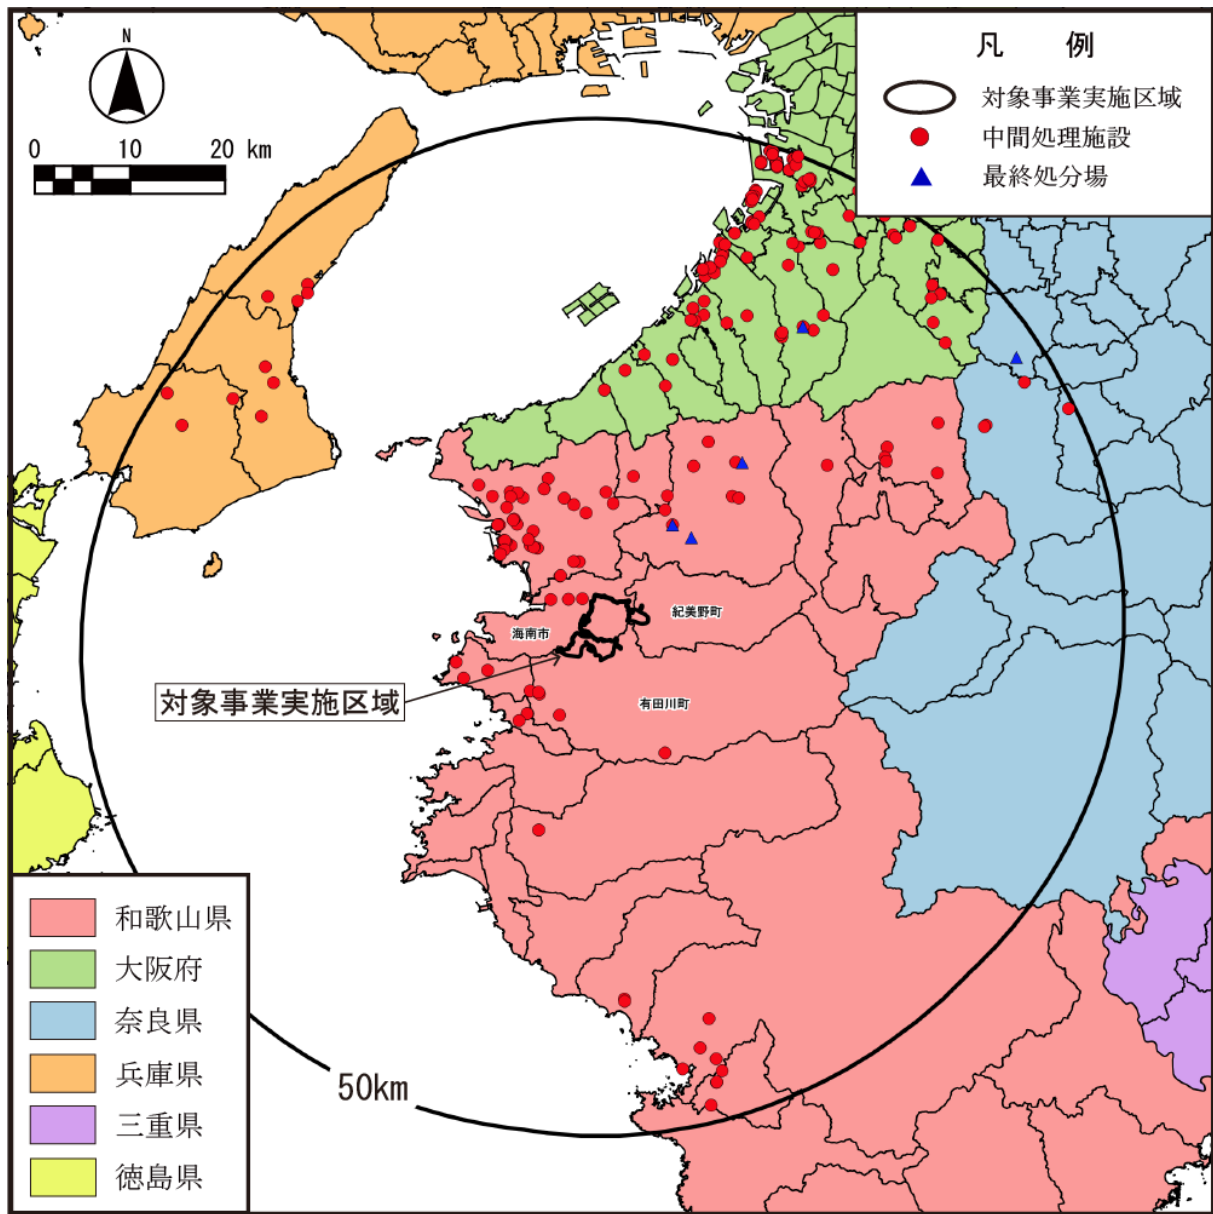 N
0 10 20 km
凡 例
対象事業実施区域
中間処理施設
最終処分場
紀美野町
海南市
有田川町
対象事業実施区域
50km
和歌山県
大阪府
奈良県
兵庫県
三重県
徳島県